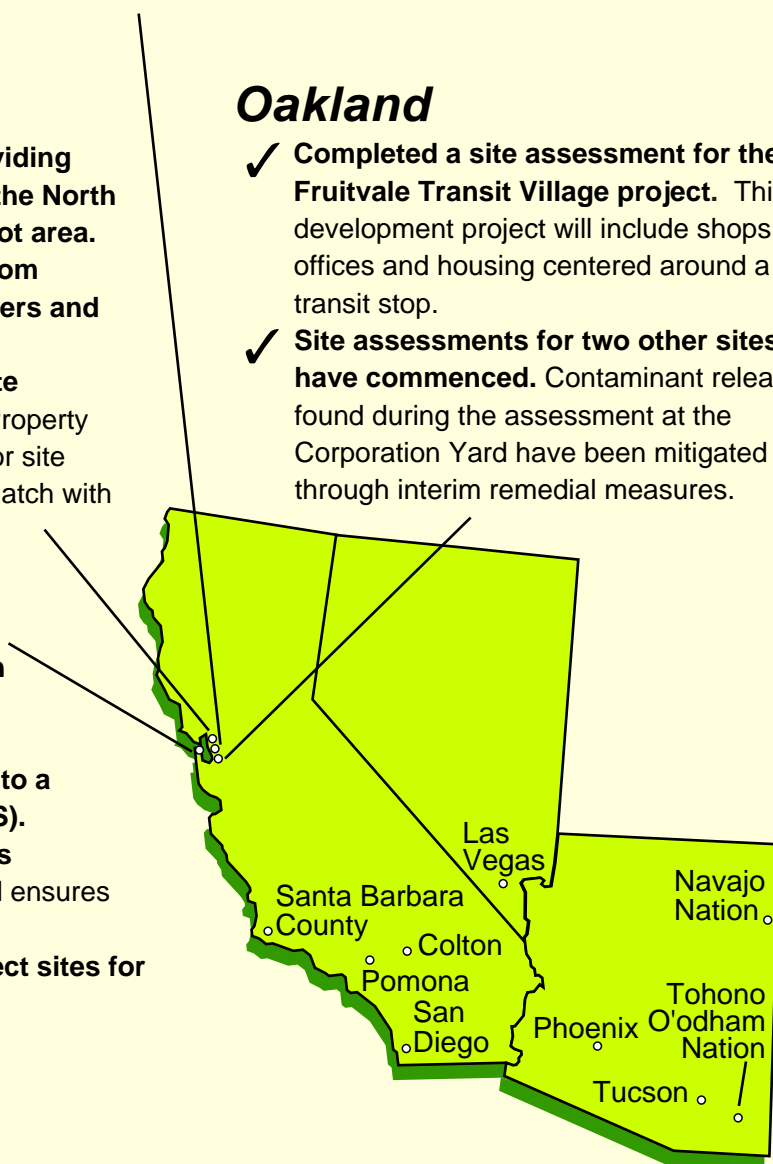 viding
the North
ot area.
om
ers and
te
Property
or site
atch with
n
to a
S).
s
l ensures
ect sites for
Oakland
✓ Completed a site assessment for the
Fruitvale Transit Village project. Thi
development project will include shops
offices and housing centered around a
transit stop.
✓ Site assessments for two other sites
have commenced. Contaminant relea
found during the assessment at the
Corporation Yard have been mitigated
through interim remedial measures.
Las
Vegas
Santa Barbara
County
Colton
Pomona
San
Diego
Navajo
Nation
Tohono
O'odham
Nation
Phoenix
Tucson